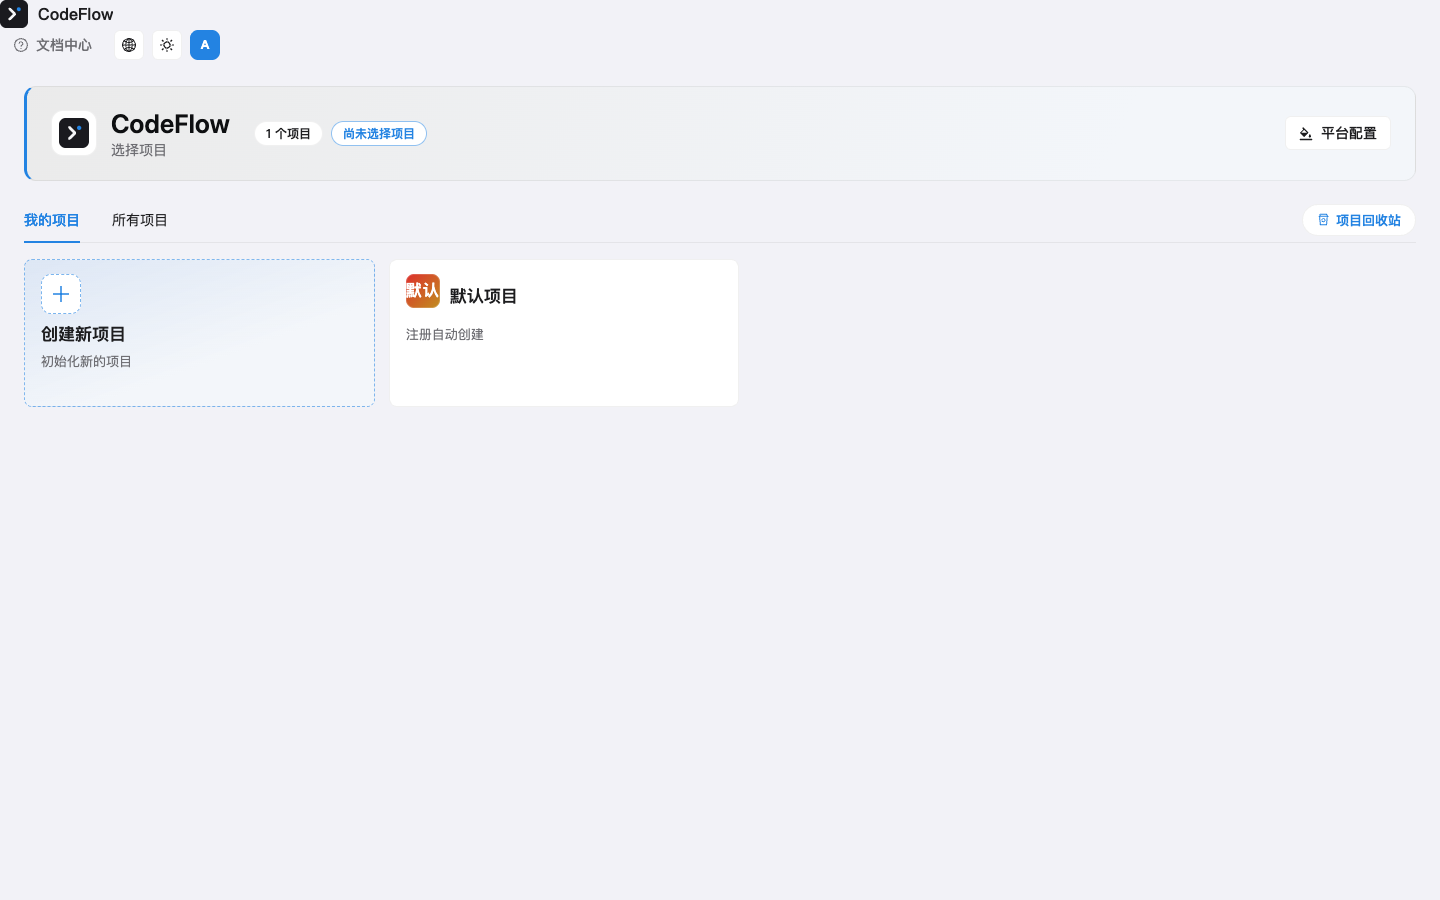 CodeFlow
文档中心
A
CodeFlow
选择项目
1 个项目
尚未选择项目
平台配置
我的项目
所有项目
项目回收站
创建新项目
初始化新的项目
默认
默认项目
注册自动创建